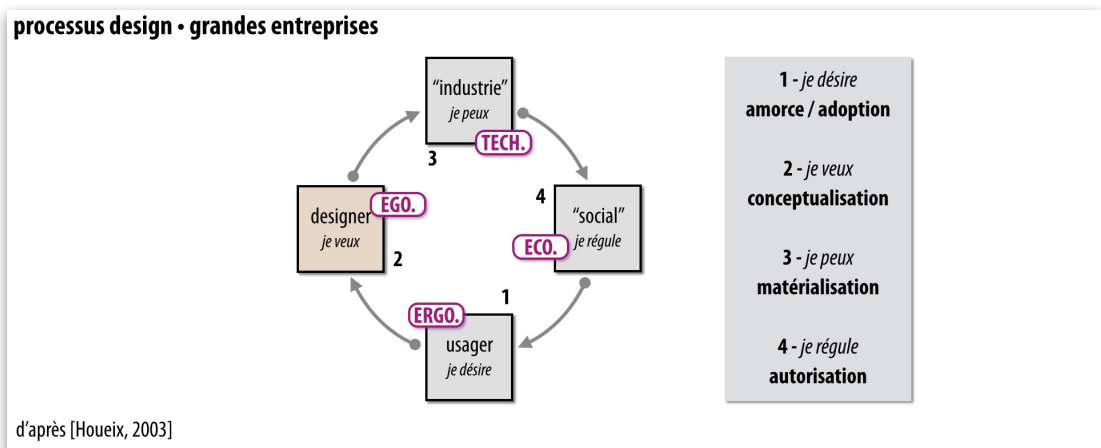 processus design • grandes entreprises
“industrie”
je peux
TECH.
3
designer
je veux
EGO.
2
4
“social”
je régule
ECO.
1
ERGO.
usager
je désire
1 - je désire
amorce / adoption
2 - je veux
conceptualisation
3 - je peux
matérialisation
4 - je régule
autorisation
d’après [Houeix, 2003]